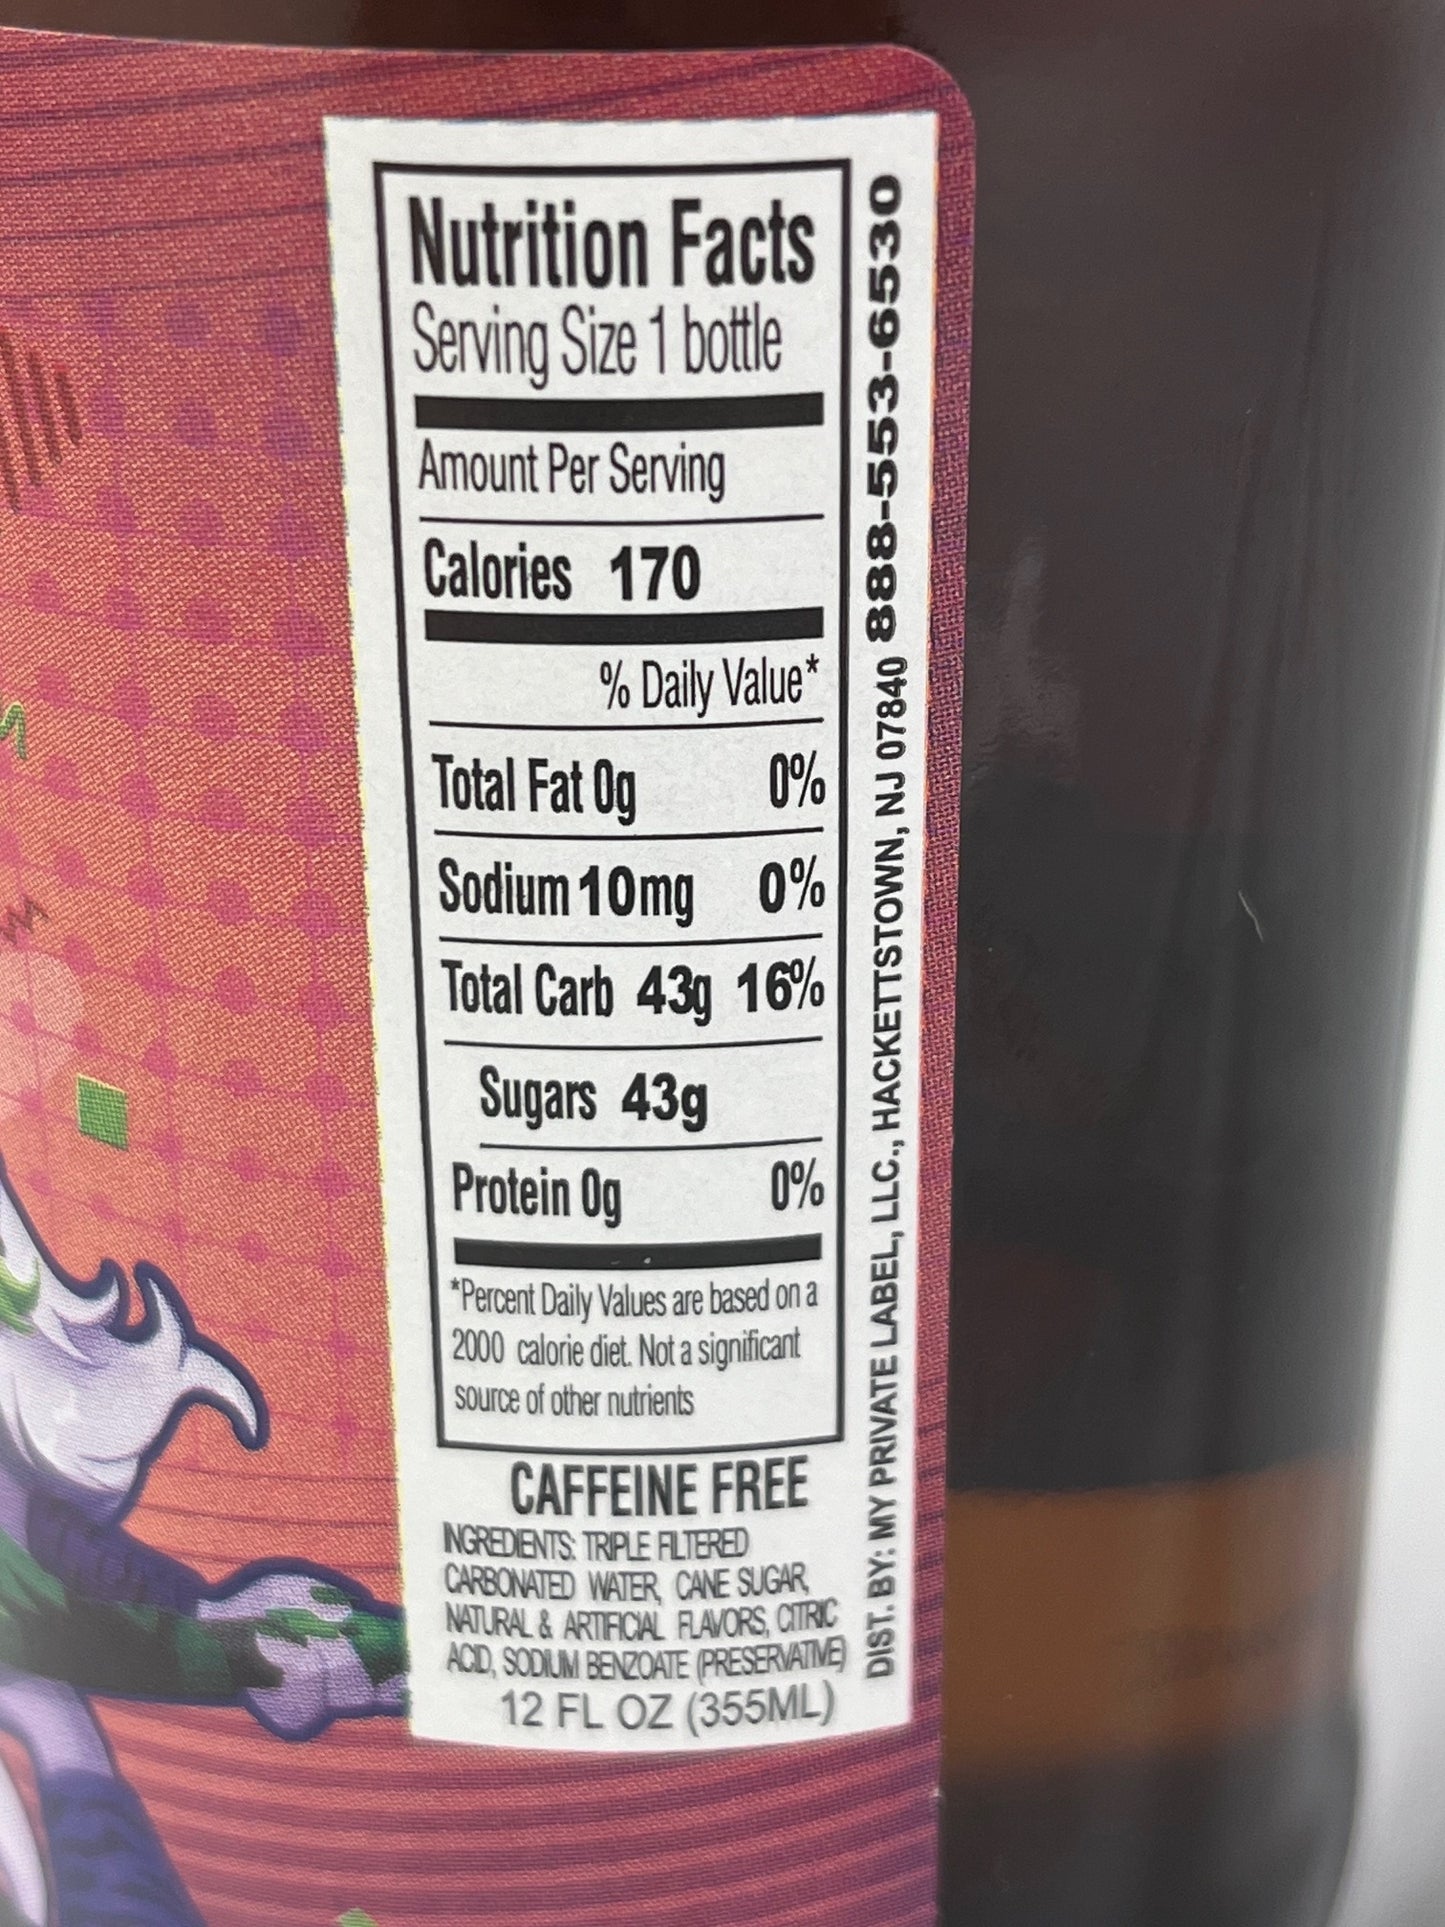 Nutrition Facts
Serving Size 1 bottle
Amount Per Serving
Calories 170
% Daily Value*
Total Fat 0g 0%
Sodium 10mg 0%
Total Carb 43g 16%
Sugars 43g
Protein 0g 0%
*Percent Daily Values are based on a
2000 calorie diet. Not a significant
source of other nutrients
CAFFEINE FREE
INGREDIENTS: TRIPLE FILTERED
CARBONATED WATER, CANE SUGAR,
NATURAL & ARTIFICIAL FLAVORS, CITRIC
ACID, SODIUM BENZOATE (PRESERVATIVE)
12 FL OZ (355ML)
DIST. BY: MY PRIVATE LABEL, LLC., HACKETTSTOWN, NJ 07840 888-553-6530